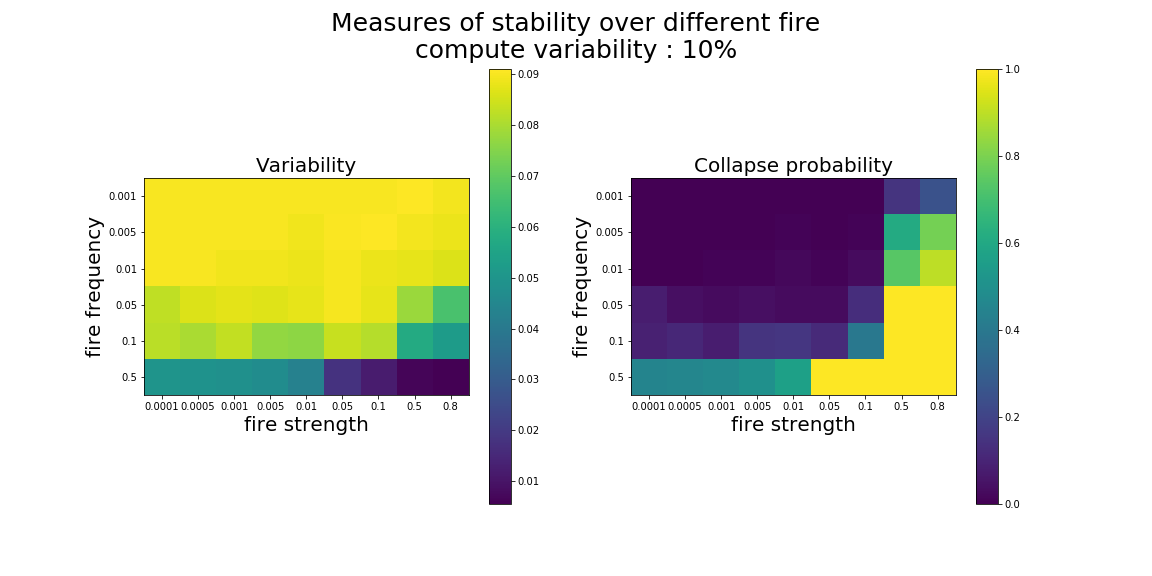 Measures of stability over different fire
compute variability : 10%
Variability
fire frequency
0.001
0.005
0.01
0.05
0.1
0.5
0.0001 0.0005 0.001 0.005 0.01 0.05 0.1 0.5 0.8
fire strength
0.09
0.08
0.07
0.06
0.05
0.04
0.03
0.02
0.01
Collapse probability
fire frequency
0.001
0.005
0.01
0.05
0.1
0.5
0.0001 0.0005 0.001 0.005 0.01 0.05 0.1 0.5 0.8
fire strength
1.0
0.8
0.6
0.4
0.2
0.0